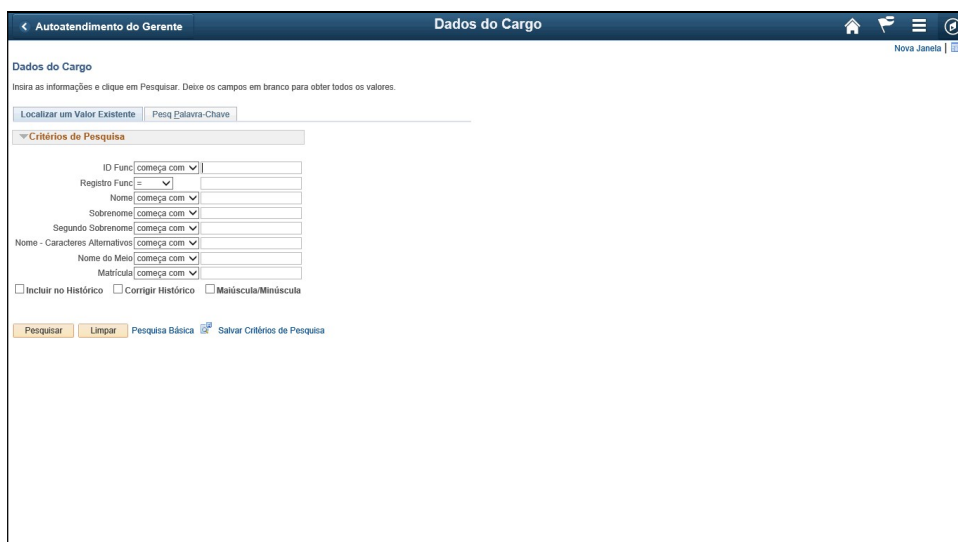 Autoatendimento do Gerente
Dados do Cargo
Nova Janela |
Dados do Cargo
Insira as informações e clique em Pesquisar. Deixe os campos em branco para obter todos os valores.
Localizar um Valor Existente
Pesq Palavra-Chave
Critérios de Pesquisa
ID Func começa com
Registro Func =
Nome começa com
Sobrenome começa com
Segundo Sobrenome começa com
Nome - Caracteres Alternativos começa com
Nome do Meio começa com
Matrícula começa com
Incluir no Histórico Corrigir Histórico Maiúscula/Minúscula
Pesquisar Limpar Pesquisa Básica Salvar Critérios de Pesquisa